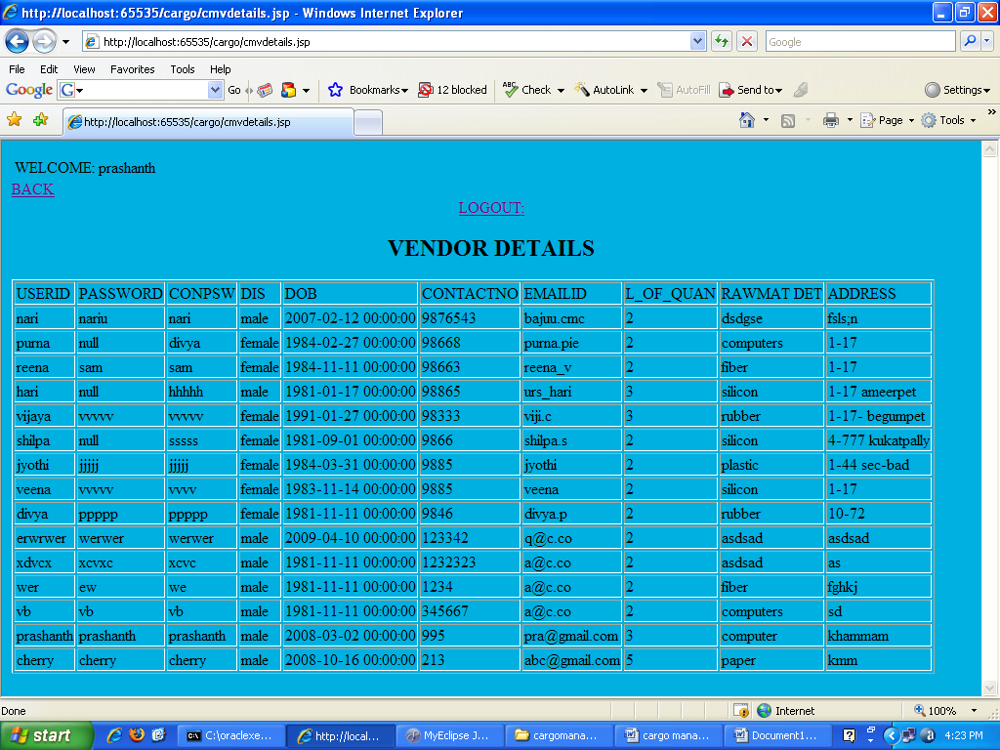 http://localhost:65535/cargo/cmvdetails.jsp - Windows Internet Explorer
http://localhost:65535/cargo/cmvdetails.jsp Google
File Edit View Favorites Tools Help
Google G Go Bookmarks 12 blocked ABC Check AutoLink AutoFill Send to Settings
http://localhost:65535/cargo/cmvdetails.jsp Page Tools
WELCOME: prashanth
BACK
LOGOUT:
VENDOR DETAILS
USERID PASSWORD CONPSW DIS DOB CONTACTNO EMAILID L_OF_QUAN RAWMAT DET ADDRESS
nari nariu nari male 2007-02-12 00:00:00 9876543 bajuu.cmc 2 dsdgse fsls;n
purna null divya female 1984-02-27 00:00:00 98668 purna.pie 2 computers 1-17
reena sam sam female 1984-11-11 00:00:00 98663 reena_v 2 fiber 1-17
hari null hhhhh male 1981-01-17 00:00:00 98865 urs_hari 3 silicon 1-17 ameerpet
vijaya vvvvv vvvvv female 1991-01-27 00:00:00 98333 viji.c 3 rubber 1-17- begumpet
shilpa null sssss female 1981-09-01 00:00:00 9866 shilpa.s 2 silicon 4-777 kukatpally
jyothi jjjjj jjjjj female 1984-03-31 00:00:00 9885 jyothi 2 plastic 1-44 sec-bad
veena vvvvv vvvv female 1983-11-14 00:00:00 9885 veena 2 silicon 1-17
divya ppppp ppppp female 1981-11-11 00:00:00 9846 divya.p 2 rubber 10-72
erwrwer werwer werwer male 2009-04-10 00:00:00 123342 q@c.co 2 asdsad asdsad
xdvcx xcvxc xcvc male 1981-11-11 00:00:00 1232323 a@c.co 2 asdsad as
wer ew we male 1981-11-11 00:00:00 1234 a@c.co 2 fiber fghkj
vb vb vb male 1981-11-11 00:00:00 345667 a@c.co 2 computers sd
prashanth prashanth prashanth male 2008-03-02 00:00:00 995 pra@gmail.com 3 computer khammam
cherry cherry cherry male 2008-10-16 00:00:00 213 abc@gmail.com 5 paper kmm
Done Internet 100%
start C:\oraclexe... http://local... MyEclipse J... cargomana... cargo mana... Document1... 4:23 PM